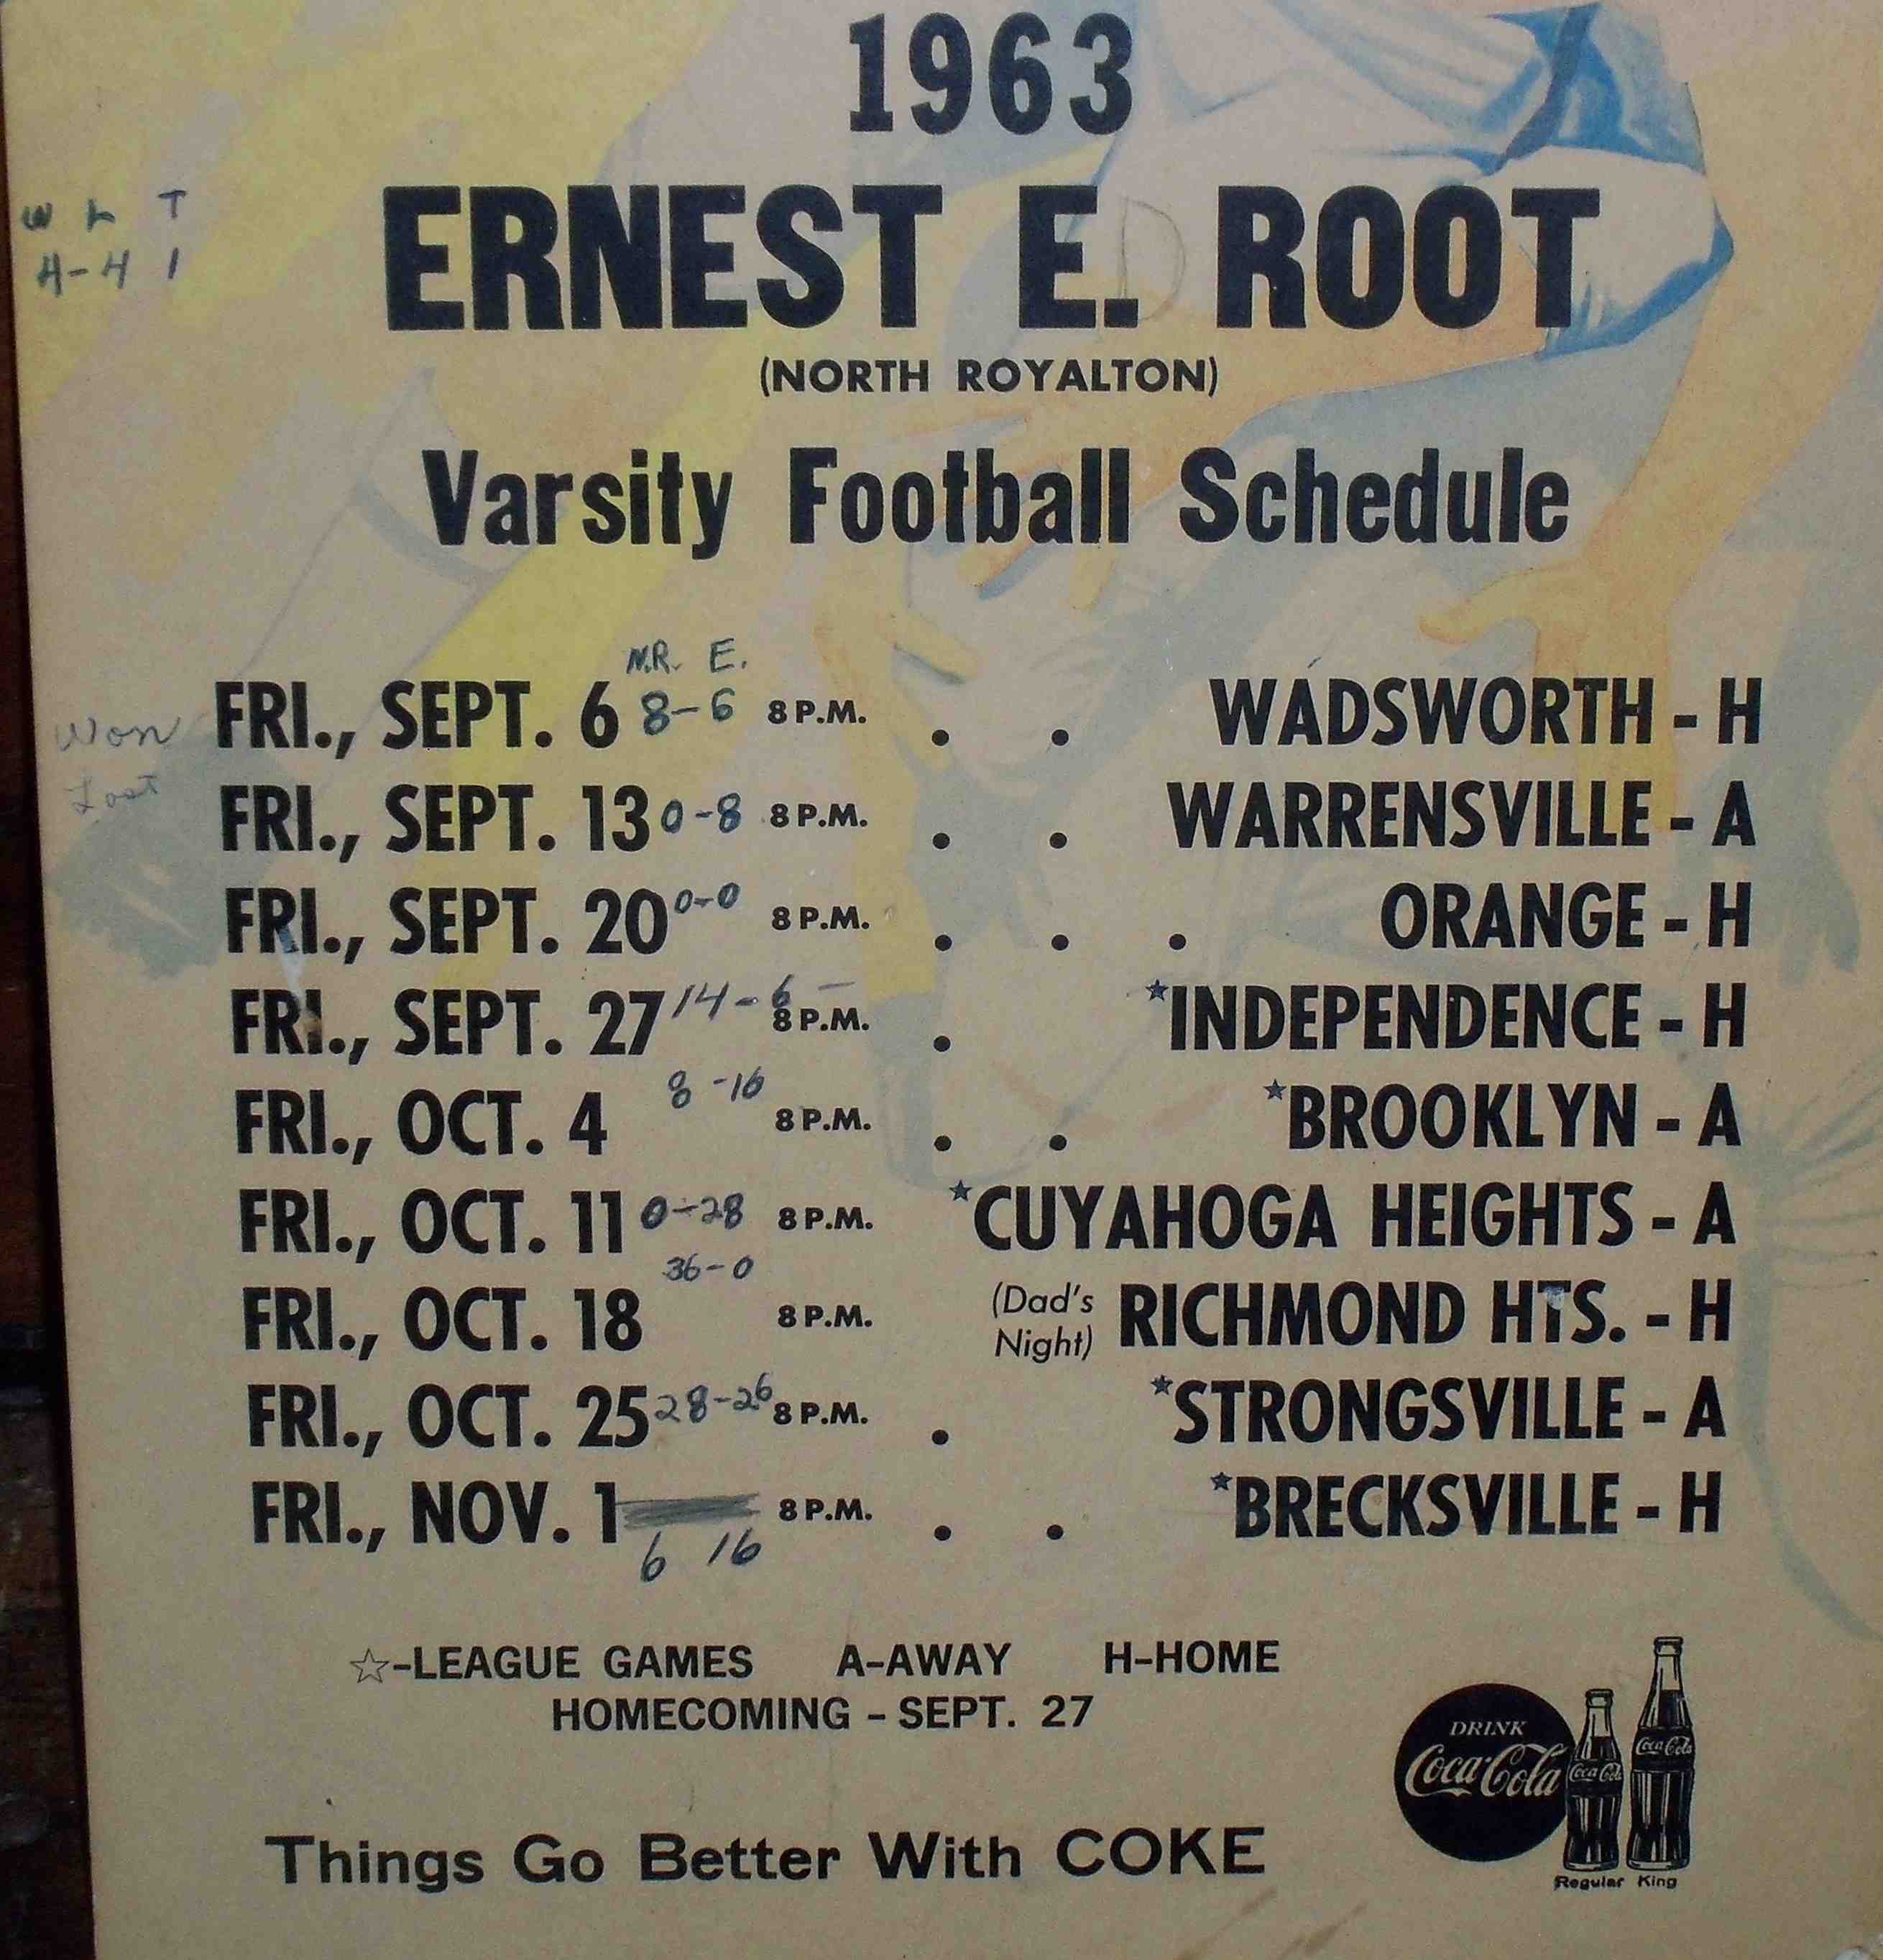 1963
W L T
4-4 1
ERNEST E. ROOT
(NORTH ROYALTON)
Varsity Football Schedule
N.R. E.
Won FRI., SEPT. 6 8-6 8 P.M. . . WADSWORTH - H
Lost
FRI., SEPT. 13 0-8 8 P.M. . . WARRENSVILLE - A
FRI., SEPT. 20 0-0 8 P.M. . . . ORANGE - H
FRI., SEPT. 27 14-6 8 P.M. . ★INDEPENDENCE - H
FRI., OCT. 4 8-16 8 P.M. . . ★BROOKLYN - A
FRI., OCT. 11 0-28 8 P.M. ★CUYAHOGA HEIGHTS - A
FRI., OCT. 18 36-0 8 P.M. (Dad's Night) RICHMOND HTS. - H
FRI., OCT. 25 28-26 8 P.M. . ★STRONGSVILLE - A
FRI., NOV. 1 8 P.M. . . ★BRECKSVILLE - H
6 16
☆-LEAGUE GAMES A-AWAY H-HOME
HOMECOMING - SEPT. 27
DRINK
Coca-Cola
Coca-Cola
Coca-Cola
Regular King
Things Go Better With COKE